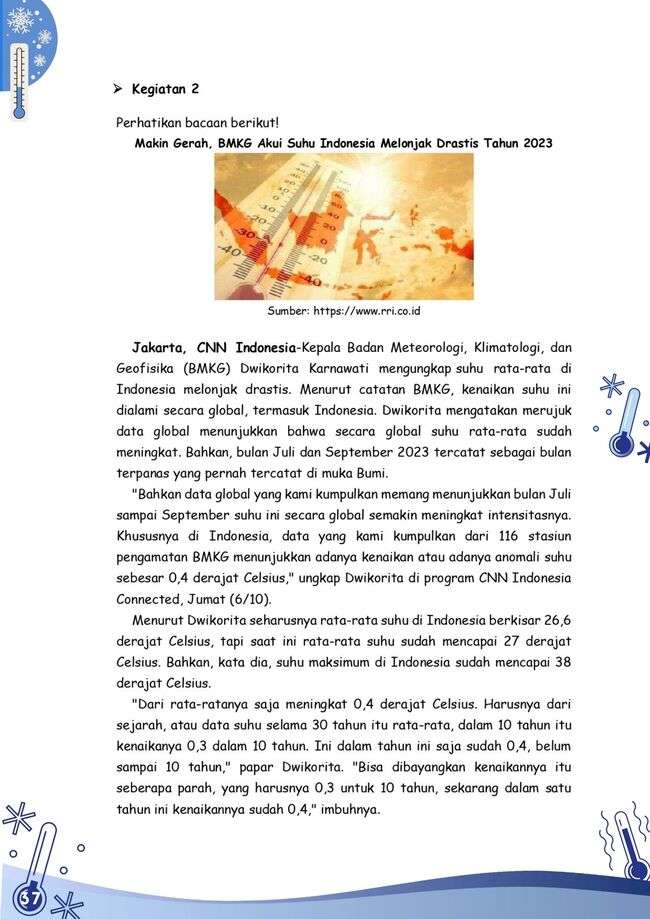 ➢ Kegiatan 2
Perhatikan bacaan berikut!
Makin Gerah, BMKG Akui Suhu Indonesia Melonjak Drastis Tahun 2023
Sumber: https://www.rri.co.id
Jakarta, CNN Indonesia-Kepala Badan Meteorologi, Klimatologi, dan
Geofisika (BMKG) Dwikorita Karnawati mengungkap suhu rata-rata di
Indonesia melonjak drastis. Menurut catatan BMKG, kenaikan suhu ini
dialami secara global, termasuk Indonesia. Dwikorita mengatakan merujuk
data global menunjukkan bahwa secara global suhu rata-rata sudah
meningkat. Bahkan, bulan Juli dan September 2023 tercatat sebagai bulan
terpanas yang pernah tercatat di muka Bumi.
"Bahkan data global yang kami kumpulkan memang menunjukkan bulan Juli
sampai September suhu ini secara global semakin meningkat intensitasnya.
Khususnya di Indonesia, data yang kami kumpulkan dari 116 stasiun
pengamatan BMKG menunjukkan adanya kenaikan atau adanya anomali suhu
sebesar 0,4 derajat Celsius," ungkap Dwikorita di program CNN Indonesia
Connected, Jumat (6/10).
Menurut Dwikorita seharusnya rata-rata suhu di Indonesia berkisar 26,6
derajat Celsius, tapi saat ini rata-rata suhu sudah mencapai 27 derajat
Celsius. Bahkan, kata dia, suhu maksimum di Indonesia sudah mencapai 38
derajat Celsius.
"Dari rata-ratanya saja meningkat 0,4 derajat Celsius. Harusnya dari
sejarah, atau data suhu selama 30 tahun itu rata-rata, dalam 10 tahun itu
kenaikanya 0,3 dalam 10 tahun. Ini dalam tahun ini saja sudah 0,4, belum
sampai 10 tahun," papar Dwikorita. "Bisa dibayangkan kenaikannya itu
seberapa parah, yang harusnya 0,3 untuk 10 tahun, sekarang dalam satu
tahun ini kenaikannya sudah 0,4," imbuhnya.
37